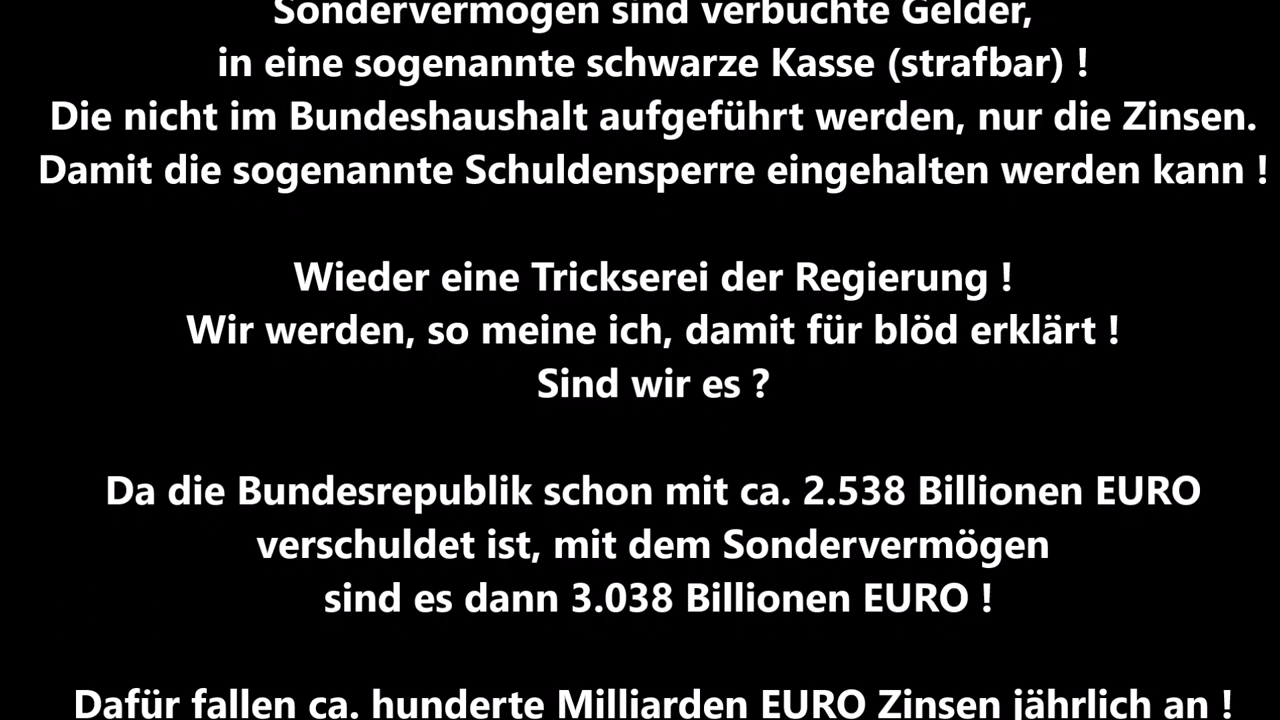 Sondervermögen sind verbuchte Gelder,
in eine sogenannte schwarze Kasse (strafbar) !
Die nicht im Bundeshaushalt aufgeführt werden, nur die Zinsen.
Damit die sogenannte Schuldensperre eingehalten werden kann !
Wieder eine Trickserei der Regierung !
Wir werden, so meine ich, damit für blöd erklärt !
Sind wir es ?
Da die Bundesrepublik schon mit ca. 2.538 Billionen EURO
verschuldet ist, mit dem Sondervermögen
sind es dann 3.038 Billionen EURO !
Dafür fallen ca. hunderte Milliarden EURO Zinsen jährlich an !